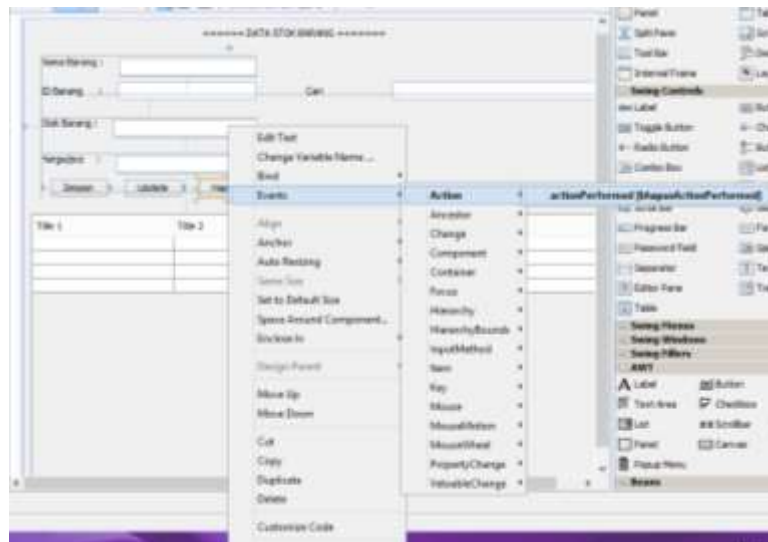 ====== DATA STOK BARANG ======
Nama Barang :
ID Barang :
Cari
Stok Barang :
Harga/pcs :
Simpan
Update
Title 1
Title 2
Edit Text
Change Variable Name ...
Bind
Events
Align
Anchor
Auto Resizing
Same Size
Set to Default Size
Space Around Component...
Enclose In
Design Parent
Move Up
Move Down
Cut
Copy
Duplicate
Delete
Customize Code
Action
Ancestor
Change
Component
Container
Focus
Hierarchy
HierarchyBounds
InputMethod
Item
Key
Mouse
MouseMotion
MouseWheel
PropertyChange
VetoableChange
actionPerformed [bhapusActionPerformed]
Panel
Split Pane
Tool Bar
Internal Frame
Swing Controls
Label
Toggle Button
Radio Button
Combo Box
Progress Bar
Password Field
Separator
Editor Pane
Table
Swing Menus
Swing Windows
Swing Fillers
AWT
Label
Button
Text Area
Checkbox
List
Scrollbar
Panel
Canvas
Popup Menu
Beans